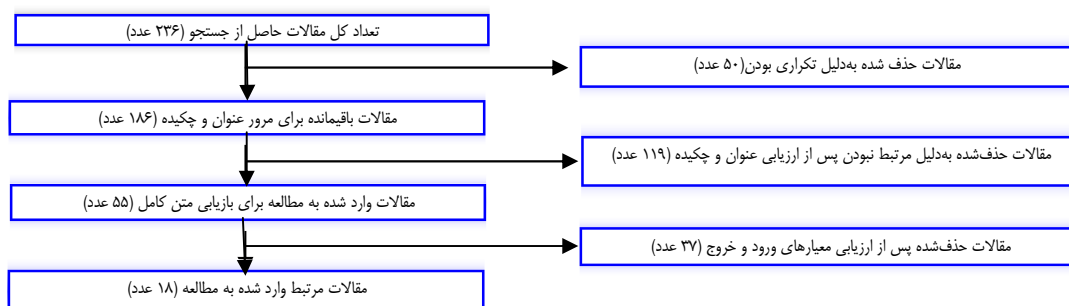 تعداد کل مقالات حاصل از جستجو (۲۳۶ عدد)
مقالات حذف شده به‌دلیل تکراری بودن(۵۰ عدد)
مقالات باقیمانده برای مرور عنوان و چکیده (۱۸۶ عدد)
مقالات حذف‌شده به‌دلیل مرتبط نبودن پس از ارزیابی عنوان و چکیده (۱۱۹ عدد)
مقالات وارد شده به مطالعه برای بازیابی متن کامل (۵۵ عدد)
مقالات حذف‌شده پس از ارزیابی معیارهای ورود و خروج (۳۷ عدد)
مقالات مرتبط وارد شده به مطالعه (۱۸ عدد)